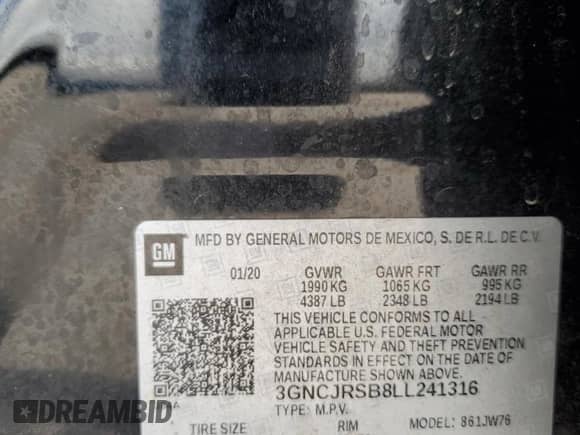 GM
MFD BY GENERAL MOTORS DE MEXICO, S. DE R.L. DE C.V.
01/20 GVWR GAWR FRT GAWR RR
1990 KG 1065 KG 995 KG
4387 LB 2348 LB 2194 LB
THIS VEHICLE CONFORMS TO ALL
APPLICABLE U.S. FEDERAL MOTOR
VEHICLE SAFETY AND THEFT PREVENTION
STANDARDS IN EFFECT ON THE DATE OF
MANUFACTURE SHOWN ABOVE.
3GNCJRSB8LL241316
TYPE: M.P.V. MODEL: 861JW76
TIRE SIZE RIM
DREAMBID